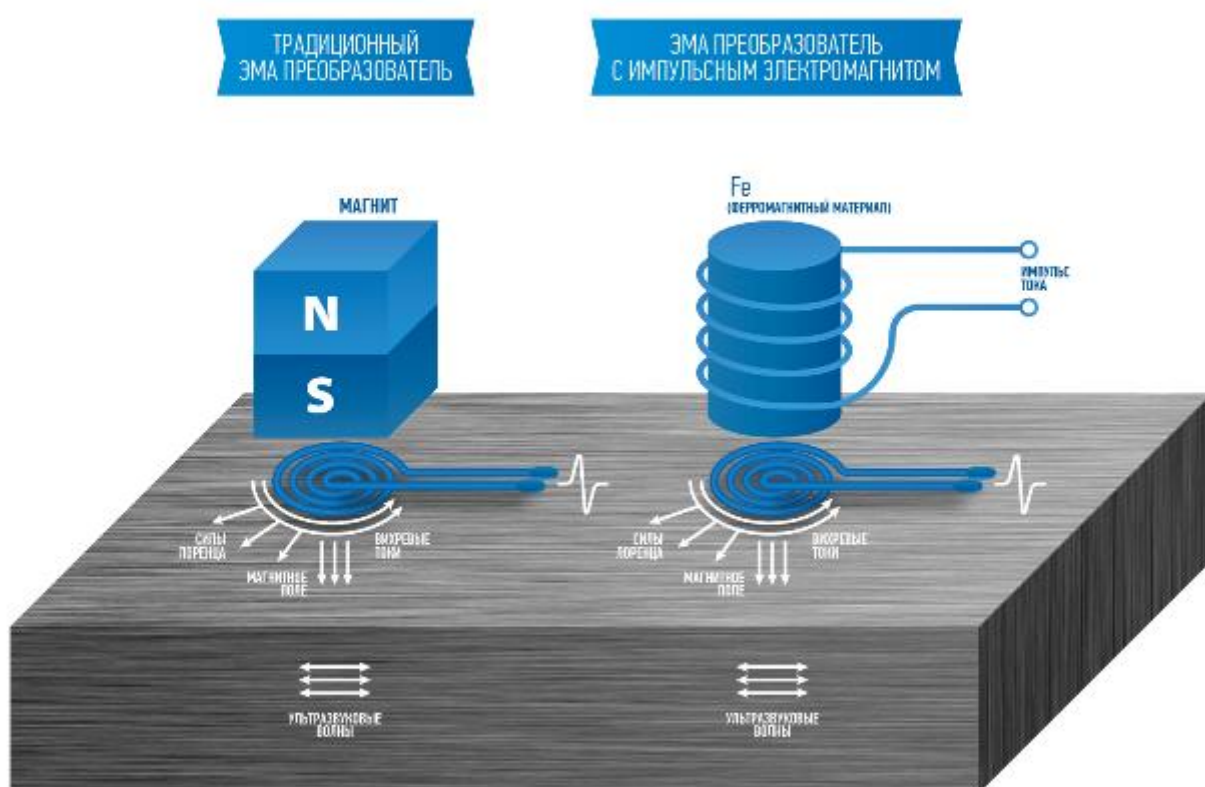 ТРАДИЦИОННЫЙ
ЭМА ПРЕОБРАЗОВАТЕЛЬ
ЭМА ПРЕОБРАЗОВАТЕЛЬ
С ИМПУЛЬСНЫМ ЭЛЕКТРОМАГНИТОМ
МАГНИТ
N
S
Fe
(ФЕРРОМАГНИТНЫЙ МАТЕРИАЛ)
ИМПУЛЬС
ТОКА
СИЛЫ
ЛОРЕНЦА
МАГНИТНОЕ
ПОЛЕ
ВИХРЕВЫЕ
ТОКИ
СИЛЫ
ЛОРЕНЦА
МАГНИТНОЕ
ПОЛЕ
ВИХРЕВЫЕ
ТОКИ
УЛЬТРАЗВУКОВЫЕ
ВОЛНЫ
УЛЬТРАЗВУКОВЫЕ
ВОЛНЫ